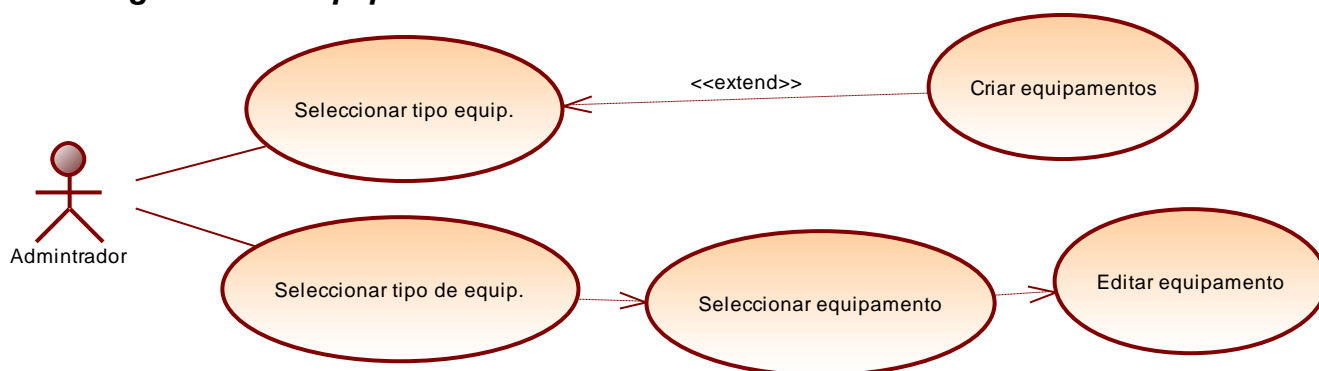 <<extend>>
Criar equipamentos
Seleccionar tipo equip.
Admintrador
Seleccionar tipo de equip.
Seleccionar equipamento
Editar equipamento